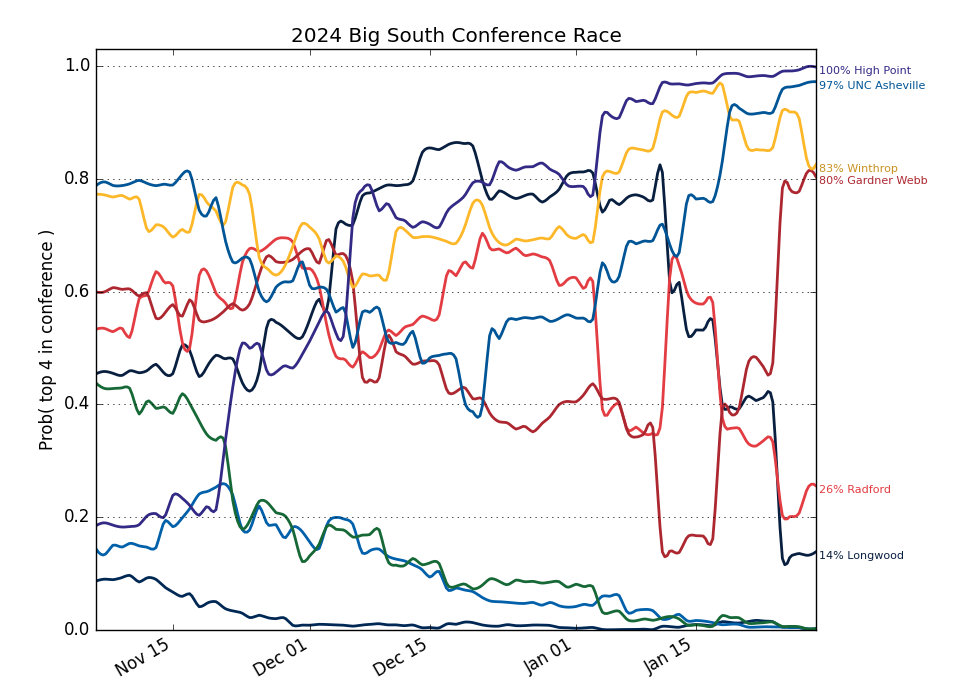 2024 Big South Conference Race
Prob( top 4 in conference )
1.0
0.8
0.6
0.4
0.2
0.0
Nov 15
Dec 01
Dec 15
Jan 01
Jan 15
100% High Point
97% UNC Asheville
83% Winthrop
80% Gardner Webb
26% Radford
14% Longwood